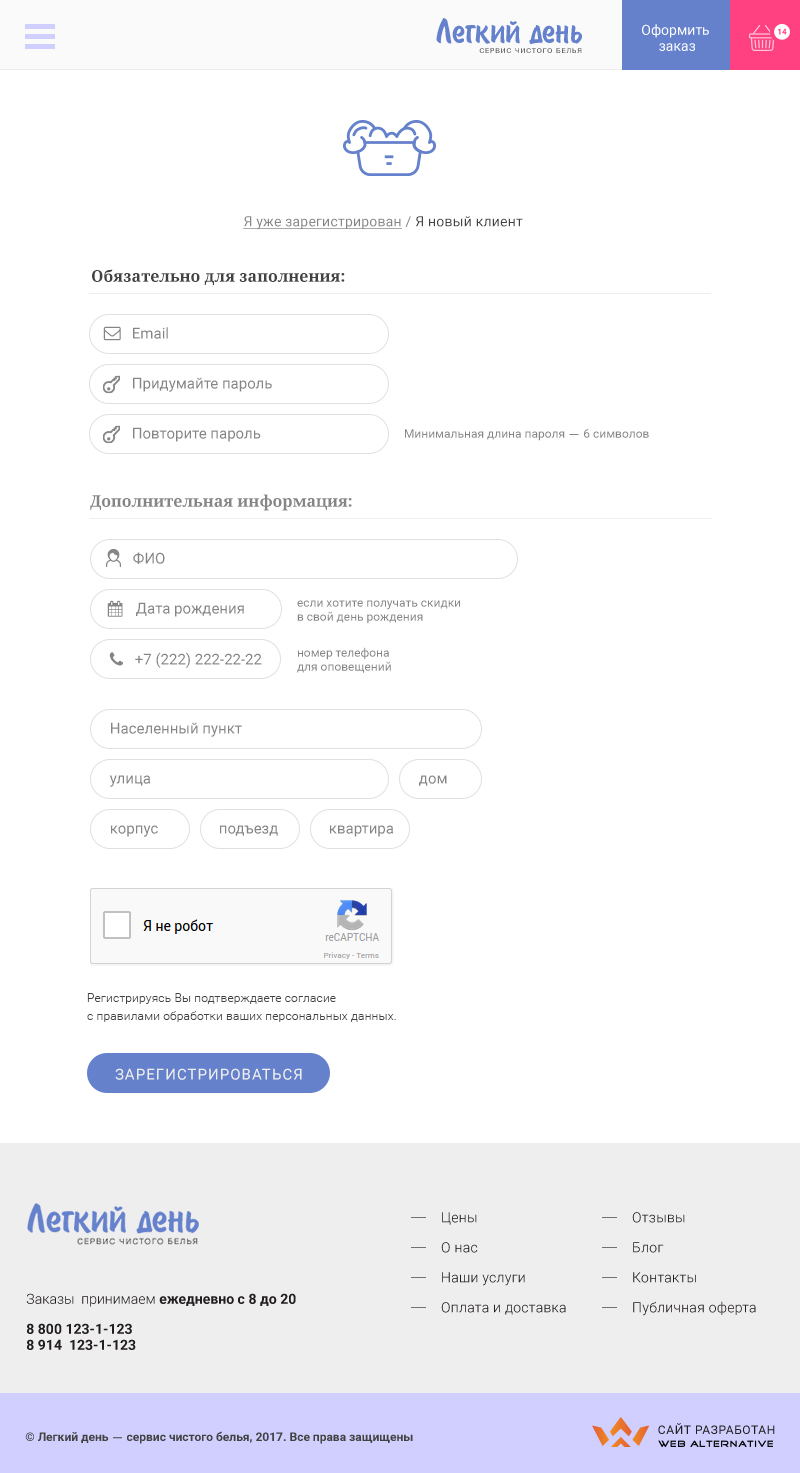 Легкий день
СЕРВИС ЧИСТОГО БЕЛЬЯ
Оформить
заказ
14
Я уже зарегистрирован / Я новый клиент
Обязательно для заполнения:
Email
Придумайте пароль
Повторите пароль
Минимальная длина пароля — 6 символов
Дополнительная информация:
ФИО
Дата рождения
если хотите получать скидки
в свой день рождения
+7 (222) 222-22-22
номер телефона
для оповещений
Населенный пункт
улица
дом
корпус
подъезд
квартира
Я не робот
reCAPTCHA
Privacy - Terms
Регистрируясь Вы подтверждаете согласие
с правилами обработки ваших персональных данных.
ЗАРЕГИСТРИРОВАТЬСЯ
Легкий день
СЕРВИС ЧИСТОГО БЕЛЬЯ
Заказы принимаем ежедневно с 8 до 20
8 800 123-1-123
8 914 123-1-123
— Цены
— О нас
— Наши услуги
— Оплата и доставка
— Отзывы
— Блог
— Контакты
— Публичная оферта
© Легкий день — сервис чистого белья, 2017. Все права защищены
САЙТ РАЗРАБОТАН
WEB ALTERNATIVE